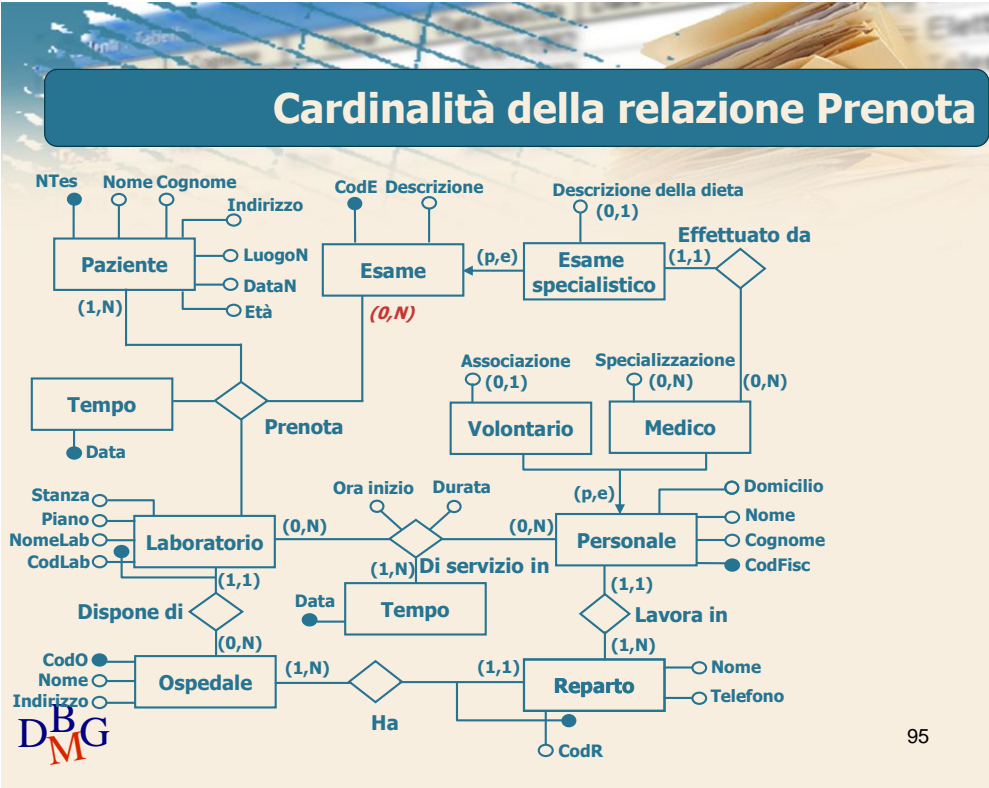 Cardinalità della relazione Prenota
NTes
Nome Cognome
Indirizzo
LuogoN
DataN
Età
Paziente
(1,N)
CodE Descrizione
Esame
(0,N)
(p,e)
Descrizione della dieta
(0,1)
Esame
specialistico
(1,1)
Effettuato da
(0,N)
Tempo
Data
Prenota
Associazione
(0,1)
Volontario
Specializzazione
(0,N)
Medico
(p,e)
Stanza
Piano
NomeLab
CodLab
Laboratorio
(0,N)
(1,1)
Ora inizio
Durata
(0,N)
(1,N)
Di servizio in
Data
Tempo
Personale
Domicilio
Nome
Cognome
CodFisc
(1,1)
Lavora in
(1,N)
Dispone di
(0,N)
CodO
Nome
Indirizzo
Ospedale
(1,N)
Ha
(1,1)
Reparto
Nome
Telefono
CodR
DBMG
95